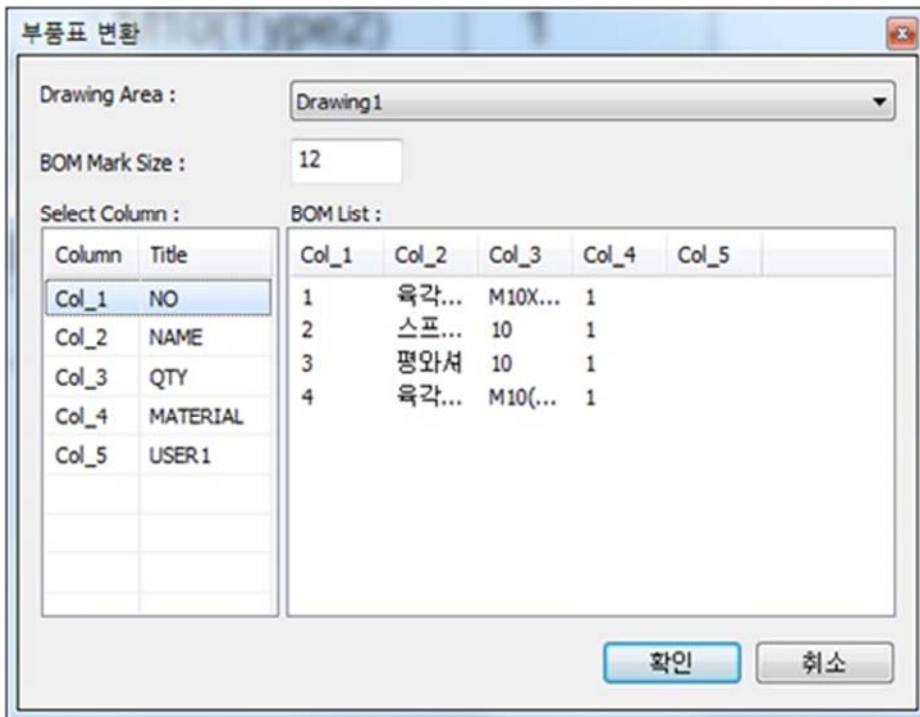 부품표 변환
M10(Type2) 1
Drawing Area : Drawing1
BOM Mark Size : 12
Select Column : BOM List :
Column Title Col_1 Col_2 Col_3 Col_4 Col_5
Col_1 NO 1 육각... M10X... 1
Col_2 NAME 2 스프... 10 1
Col_3 QTY 3 평와셔 10 1
Col_4 MATERIAL 4 육각... M10(... 1
Col_5 USER1
확인 취소